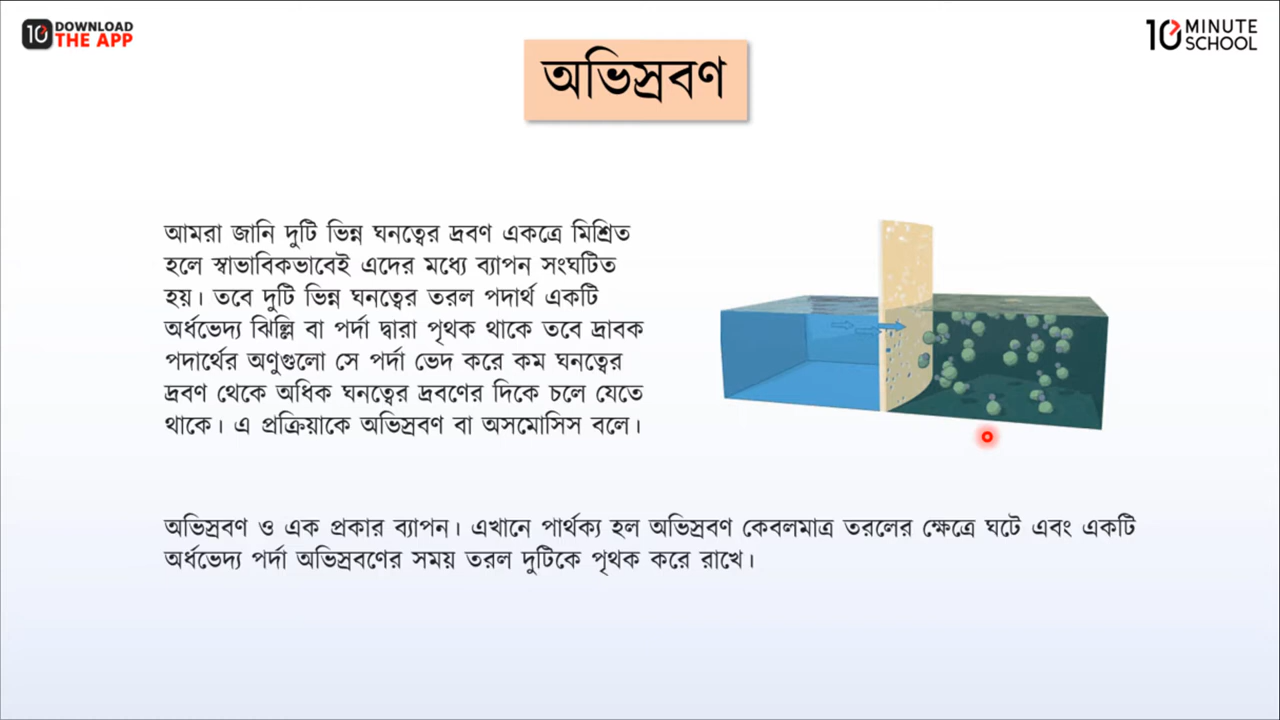 10 DOWNLOAD THE APP
10 MINUTE SCHOOL
অভিস্রবণ
আমরা জানি দুটি ভিন্ন ঘনত্বের দ্রবণ একত্রে মিশ্রিত
হলে স্বাভাবিকভাবেই এদের মধ্যে ব্যাপন সংঘটিত
হয়। তবে দুটি ভিন্ন ঘনত্বের তরল পদার্থ একটি
অর্ধভেদ্য ঝিল্লি বা পর্দা দ্বারা পৃথক থাকে তবে দ্রাবক
পদার্থের অণুগুলো সে পর্দা ভেদ করে কম ঘনত্বের
দ্রবণ থেকে অধিক ঘনত্বের দ্রবণের দিকে চলে যেতে
থাকে। এ প্রক্রিয়াকে অভিস্রবণ বা অসমোসিস বলে।
অভিস্রবণ ও এক প্রকার ব্যাপন। এখানে পার্থক্য হল অভিস্রবণ কেবলমাত্র তরলের ক্ষেত্রে ঘটে এবং একটি
অর্ধভেদ্য পর্দা অভিস্রবণের সময় তরল দুটিকে পৃথক করে রাখে।